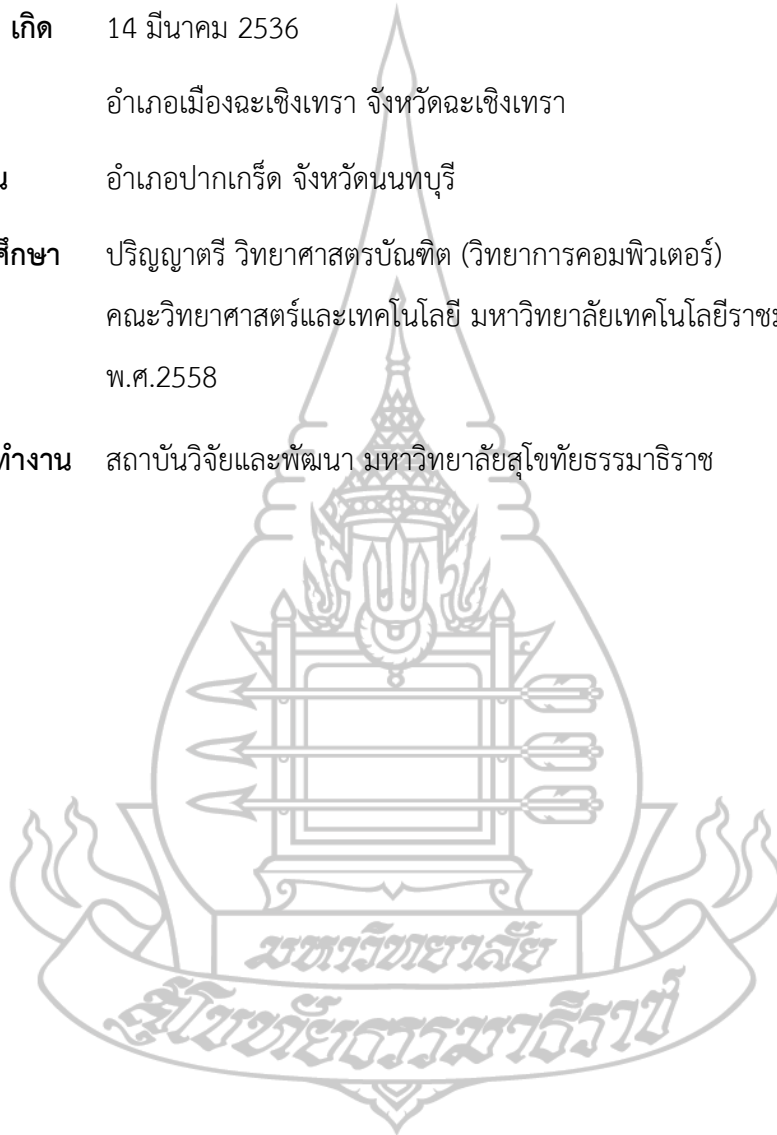 เกิด 14 มีนาคม 2536
อำเภอเมืองฉะเชิงเทรา จังหวัดฉะเชิงเทรา
อำเภอปากเกร็ด จังหวัดนนทบุรี
ศึกษา ปริญญาตรี วิทยาศาสตรบัณฑิต (วิทยาการคอมพิวเตอร์)
คณะวิทยาศาสตร์และเทคโนโลยี มหาวิทยาลัยเทคโนโลยีราชม
พ.ศ.2558
ทำงาน สถาบันวิจัยและพัฒนา มหาวิทยาลัยสุโขทัยธรรมาธิราช
มหาวิทยาลัย
สุโขทัยธรรมาธิราช